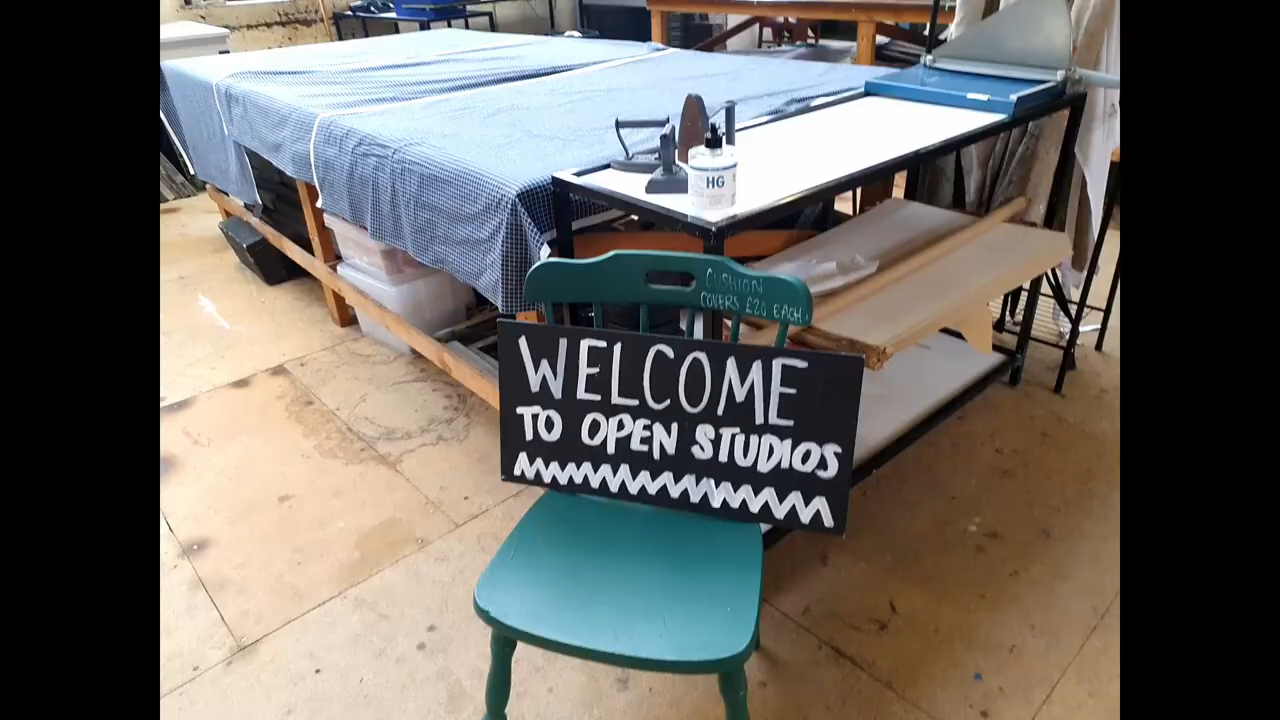 HG
CUSHION
COVERS £20 EACH.
WELCOME
TO OPEN STUDIOS